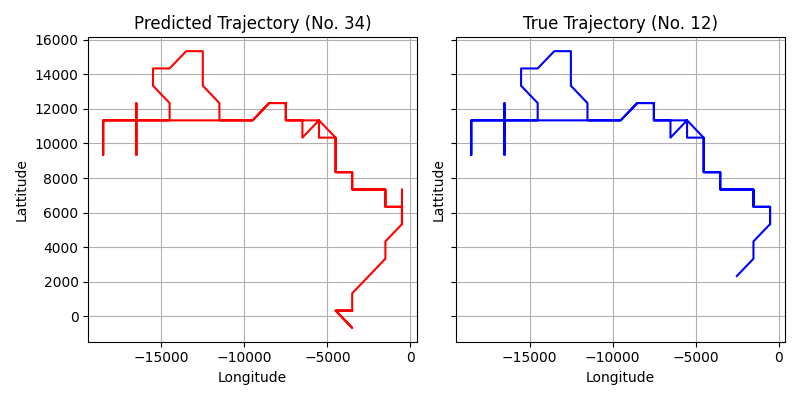 Predicted Trajectory (No. 34)
True Trajectory (No. 12)
16000
14000
12000
10000
8000
6000
4000
2000
0
Lattitude
Lattitude
−15000
−10000
−5000
0
−15000
−10000
−5000
0
Longitude
Longitude